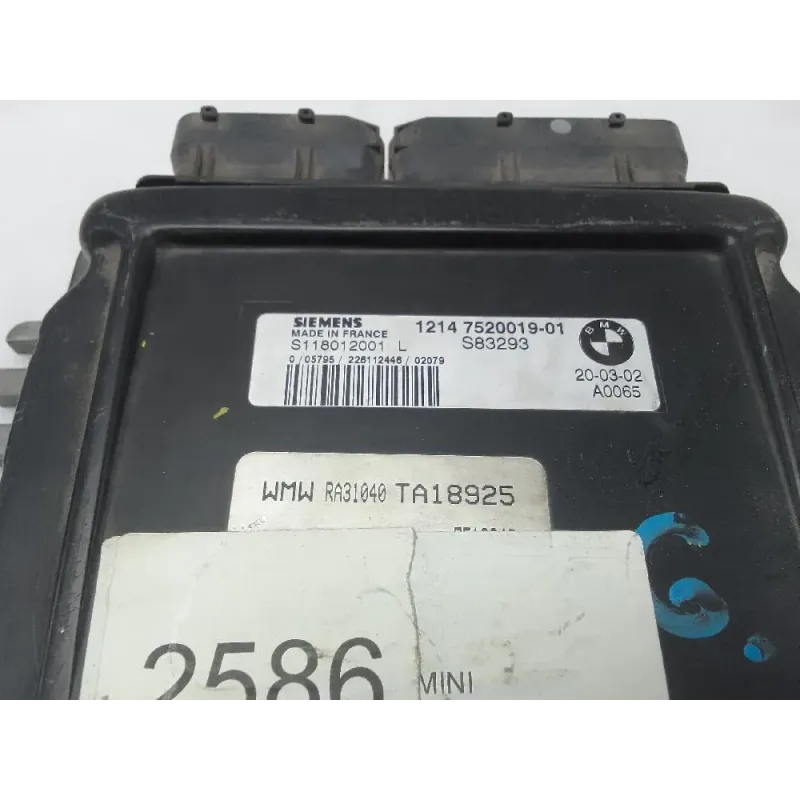 SIEMENS 1214 7520019-01
MADE IN FRANCE
S118012001 L S83293
BMW
0 / 05795 / 226112446 / 02079
20-03-02
A0065
WMW RA31040 TA18925
2586 MINI
G.